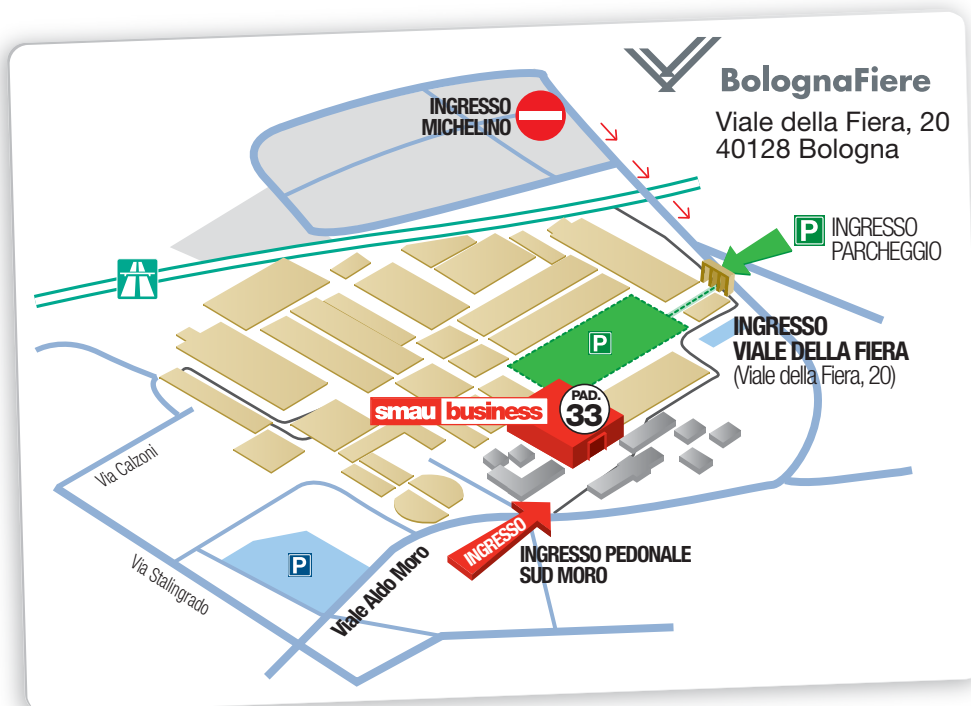 BolognaFiere
Viale della Fiera, 20
40128 Bologna
INGRESSO
MICHELINO
P INGRESSO
PARCHEGGIO
INGRESSO
VIALE DELLA FIERA
(Viale della Fiera, 20)
P
smau business
PAD.
33
Via Calzoni
Via Stalingrado
P
Viale Aldo Moro
INGRESSO
INGRESSO PEDONALE
SUD MORO